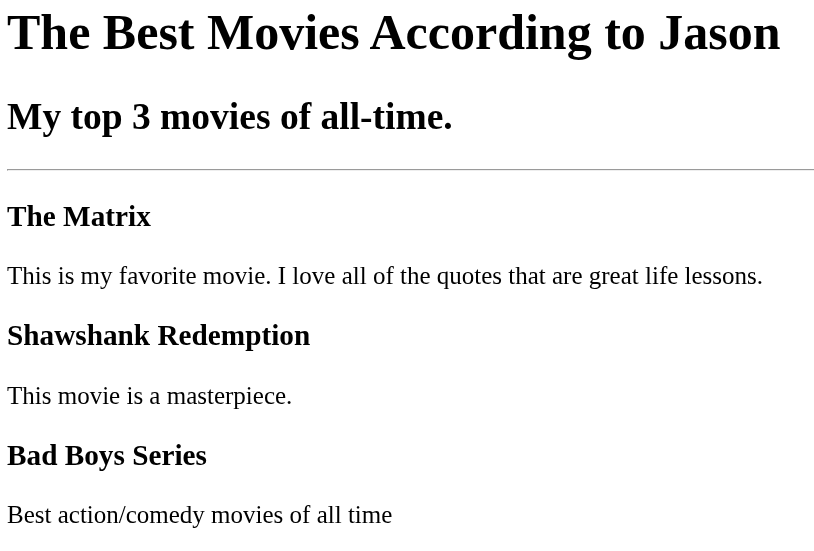 The Best Movies According to Jason
My top 3 movies of all-time.
The Matrix
This is my favorite movie. I love all of the quotes that are great life lessons.
Shawshank Redemption
This movie is a masterpiece.
Bad Boys Series
Best action/comedy movies of all time